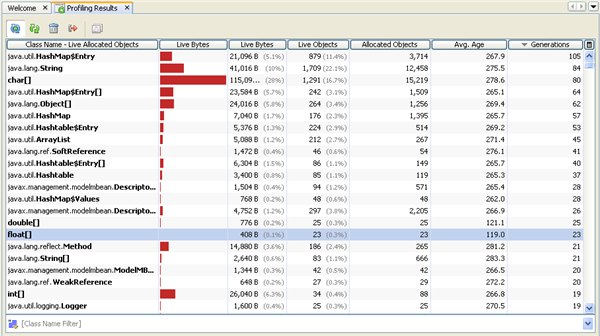 Welcome Profiling Results
Class Name - Live Allocated Objects Live Bytes Live Bytes Live Objects Allocated Objects Avg. Age Generations
java.util.HashMap$Entry 21,096 B (5.1%) 879 (11.4%) 3,714 267.9 105
java.lang.String 41,016 B (10%) 1,709 (22.1%) 12,458 275.5 84
char[] 115,09... (28%) 1,291 (16.7%) 15,219 278.6 80
java.util.HashMap$Entry[] 23,584 B (5.7%) 242 (3.1%) 3,094 265.7 64
java.lang.Object[] 24,016 B (5.8%) 264 (3.4%) 1,256 269.4 62
java.util.HashMap 7,040 B (1.7%) 176 (2.3%) 1,395 265.7 57
java.util.Hashtable$Entry 5,376 B (1.3%) 224 (2.9%) 514 269.2 53
java.util.ArrayList 5,088 B (1.2%) 212 (2.7%) 267 271.4 45
java.lang.ref.SoftReference 1,472 B (0.4%) 46 (0.6%) 54 276.1 41
java.util.Hashtable$Entry[] 6,304 B (1.5%) 86 (1.1%) 149 265.7 40
java.util.Hashtable 3,400 B (0.8%) 85 (1.1%) 119 265.3 37
javax.management.modelmbean.Descripto... 1,504 B (0.4%) 94 (1.2%) 571 265.4 28
java.util.HashMap$Values 768 B (0.2%) 48 (0.6%) 48 262.0 28
javax.management.modelmbean.Descripto... 4,752 B (1.2%) 297 (3.8%) 2,205 266.9 26
double[] 776 B (0.2%) 25 (0.3%) 25 121.1 25
float[] 408 B (0.1%) 23 (0.3%) 23 119.0 23
java.lang.reflect.Method 14,880 B (3.6%) 186 (2.4%) 265 281.2 21
java.lang.String[] 2,640 B (0.6%) 83 (1.1%) 666 283.3 21
javax.management.modelmbean.ModelMB... 1,344 B (0.3%) 42 (0.5%) 42 266.5 20
java.lang.ref.WeakReference 648 B (0.2%) 27 (0.3%) 29 272.2 20
int[] 26,040 B (6.3%) 34 (0.4%) 88 266.8 19
java.util.logging.Logger 1,600 B (0.4%) 25 (0.3%) 25 270.5 19
[Class Name Filter]